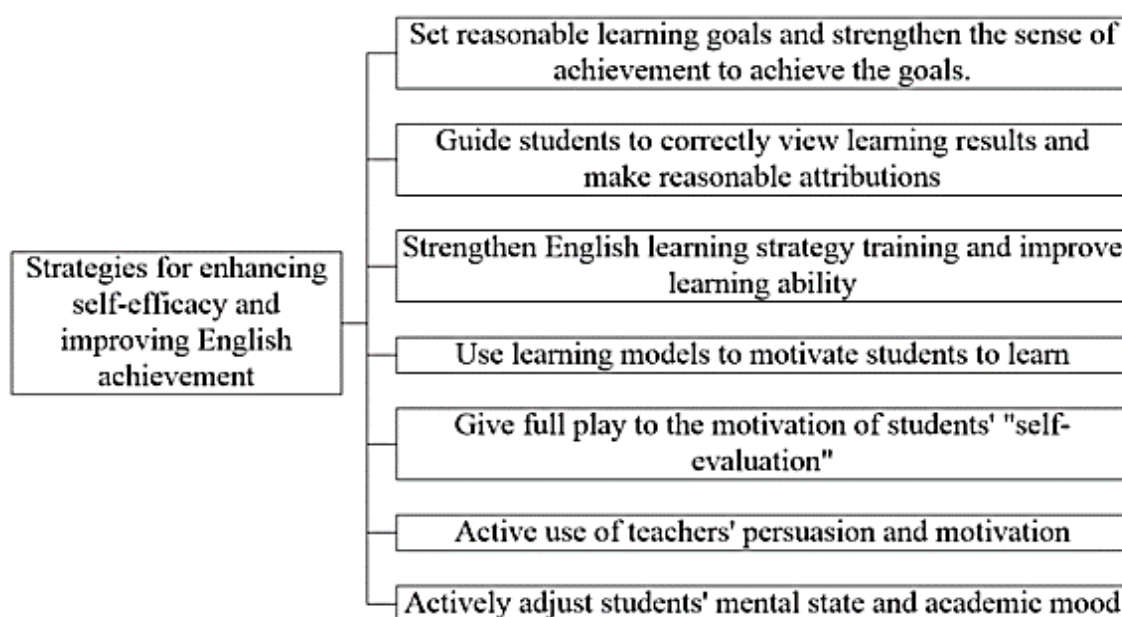 Set reasonable learning goals and strengthen the sense of
achievement to achieve the goals.
Guide students to correctly view learning results and
make reasonable attributions
Strengthen English learning strategy training and improve
learning ability
Strategies for enhancing
self-efficacy and
improving English
achievement
Use learning models to motivate students to learn
Give full play to the motivation of students' "self-
evaluation"
Active use of teachers' persuasion and motivation
Actively adjust students' mental state and academic mood